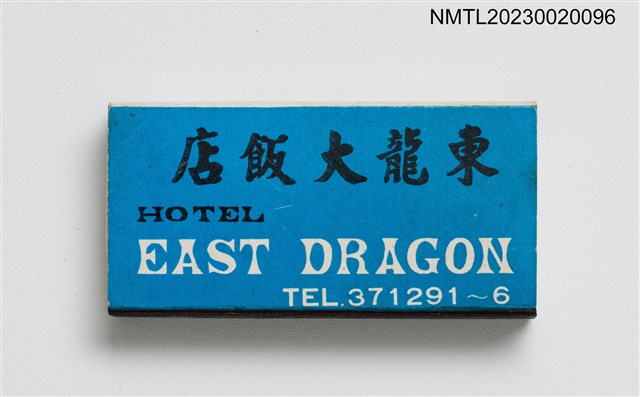 NMTL20230020096
東龍大飯店
HOTEL
EAST DRAGON
TEL.371291～6